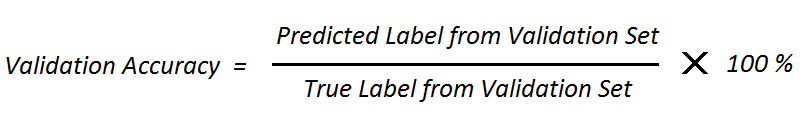 Predicted Label from Validation Set
Validation Accuracy = × 100 %
True Label from Validation Set